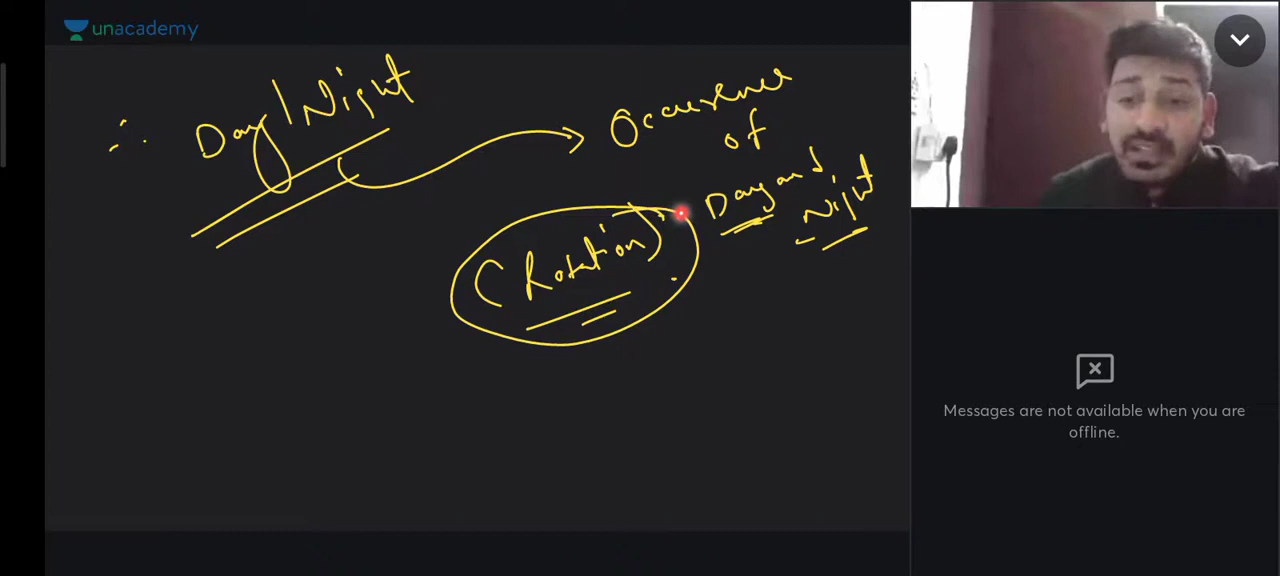 unacademy
∴ Day/Night
Occurence
of
Day and
Night
(Rotation)
Messages are not available when you are
offline.